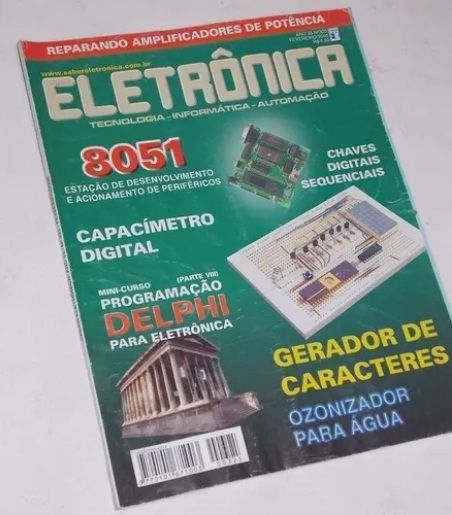 REPARANDO AMPLIFICADORES DE POTÊNCIA
www.sabereletronica.com.br
ELETRÔNICA
TECNOLOGIA - INFORMÁTICA - AUTOMAÇÃO
8051
ESTAÇÃO DE DESENVOLVIMENTO
E ACIONAMENTO DE PERIFÉRICOS
CHAVES
DIGITAIS
SEQUENCIAIS
CAPACÍMETRO
DIGITAL
MINI-CURSO (PARTE VIII)
PROGRAMAÇÃO
DELPHI
PARA ELETRÔNICA
GERADOR DE
CARACTERES
OZONIZADOR
PARA ÁGUA